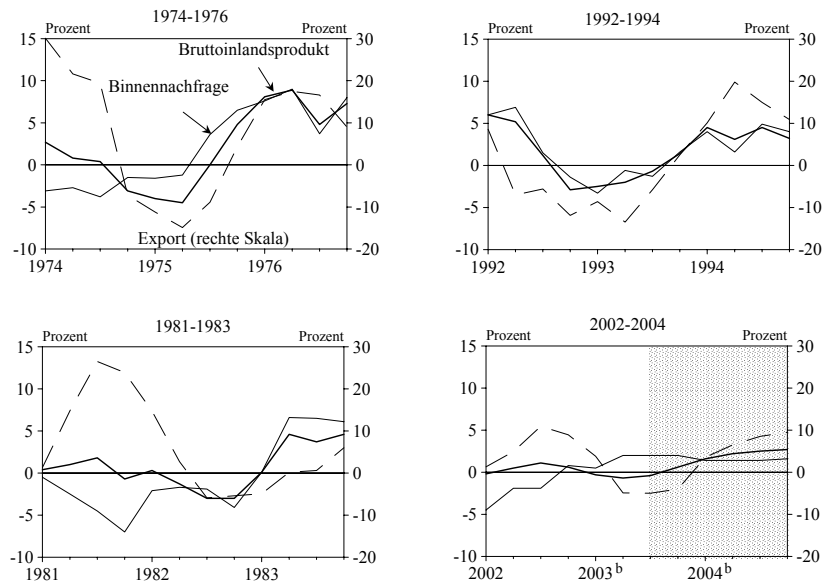 1974-1976
Prozent Prozent
15 30
10 20
5 10
0 0
-5 -10
-10 -20
Bruttoinlandsprodukt
Binnennachfrage
Export (rechte Skala)
1974 1975 1976
1992-1994
Prozent Prozent
15 30
10 20
5 10
0 0
-5 -10
-10 -20
1992 1993 1994
1981-1983
Prozent Prozent
15 30
10 20
5 10
0 0
-5 -10
-10 -20
1981 1982 1983
2002-2004
Prozent Prozent
15 30
10 20
5 10
0 0
-5 -10
-10 -20
2002 2003 b 2004 b